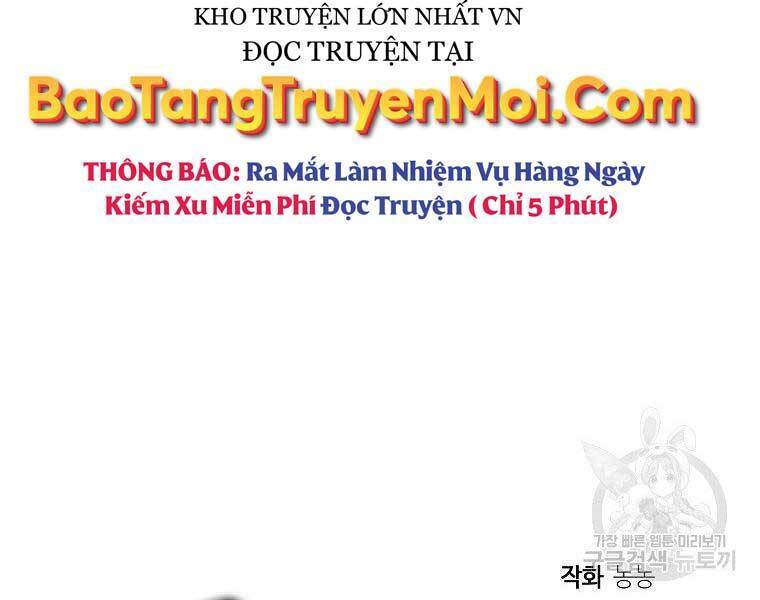 KHO TRUYỆN LỚN NHẤT VN
ĐỌC TRUYỆN TẠI
BaoTangTruyenMoi.Com
THÔNG BÁO: Ra Mắt Làm Nhiệm Vụ Hàng Ngày
Kiếm Xu Miễn Phí Đọc Truyện ( Chỉ 5 Phút)
가장 빠른 웹툰 미리보기
구글검색 뉴토끼
작화 농농